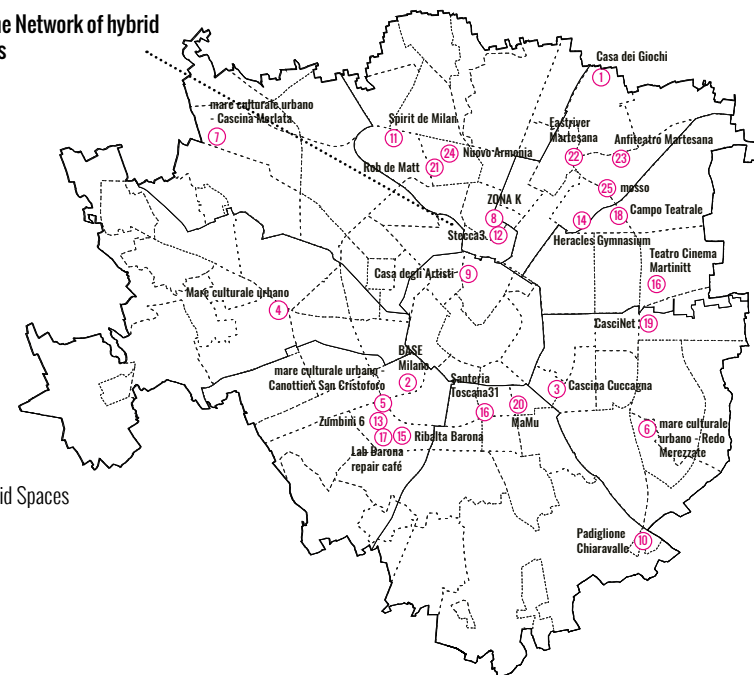 ne Network of hybrid
s
Casa dei Giochi
1
mare culturale urbano
- Cascina Merlata
7
Spirit de Milan
11
24 Nuovo Armenia
Rob de Matt 21
Eastriver
Martesana
22
Anfiteatro Martesana
23
25 mosso
ZONA K
8
Stecca3. 12
14
Heracles Gymnasium
18 Campo Teatrale
Teatro Cinema
Martinitt
16
Casa degli Artisti 9
Mare culturale urbano
4
CasciNet 19
BASE
Milano
2
mare culturale urbano
Canottieri San Cristoforo
5
Santeria
Toscana31
16
20
MaMu
3 Cascina Cuccagna
Zumbini 6 13
17 15 Ribalta Barona
Lab Barona
repair café
6 mare culturale
urbano - Redo
Merezzate
id Spaces
Padiglione
Chiaravalle 10